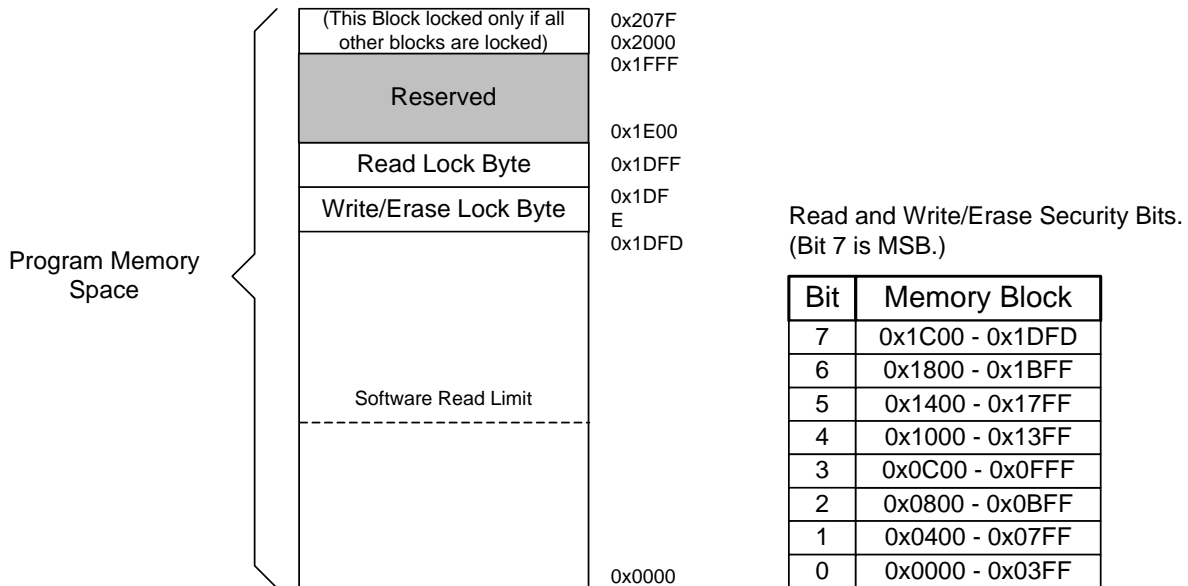 (This Block locked only if all
other blocks are locked)
0x207F
0x2000
0x1FFF
Reserved
0x1E00
Read Lock Byte
0x1DFF
Write/Erase Lock Byte
0x1DF
E
0x1DFD
Program Memory
Space
Software Read Limit
0x0000
Read and Write/Erase Security Bits.
(Bit 7 is MSB.)
Bit Memory Block
7 0x1C00 - 0x1DFD
6 0x1800 - 0x1BFF
5 0x1400 - 0x17FF
4 0x1000 - 0x13FF
3 0x0C00 - 0x0FFF
2 0x0800 - 0x0BFF
1 0x0400 - 0x07FF
0 0x0000 - 0x03FF